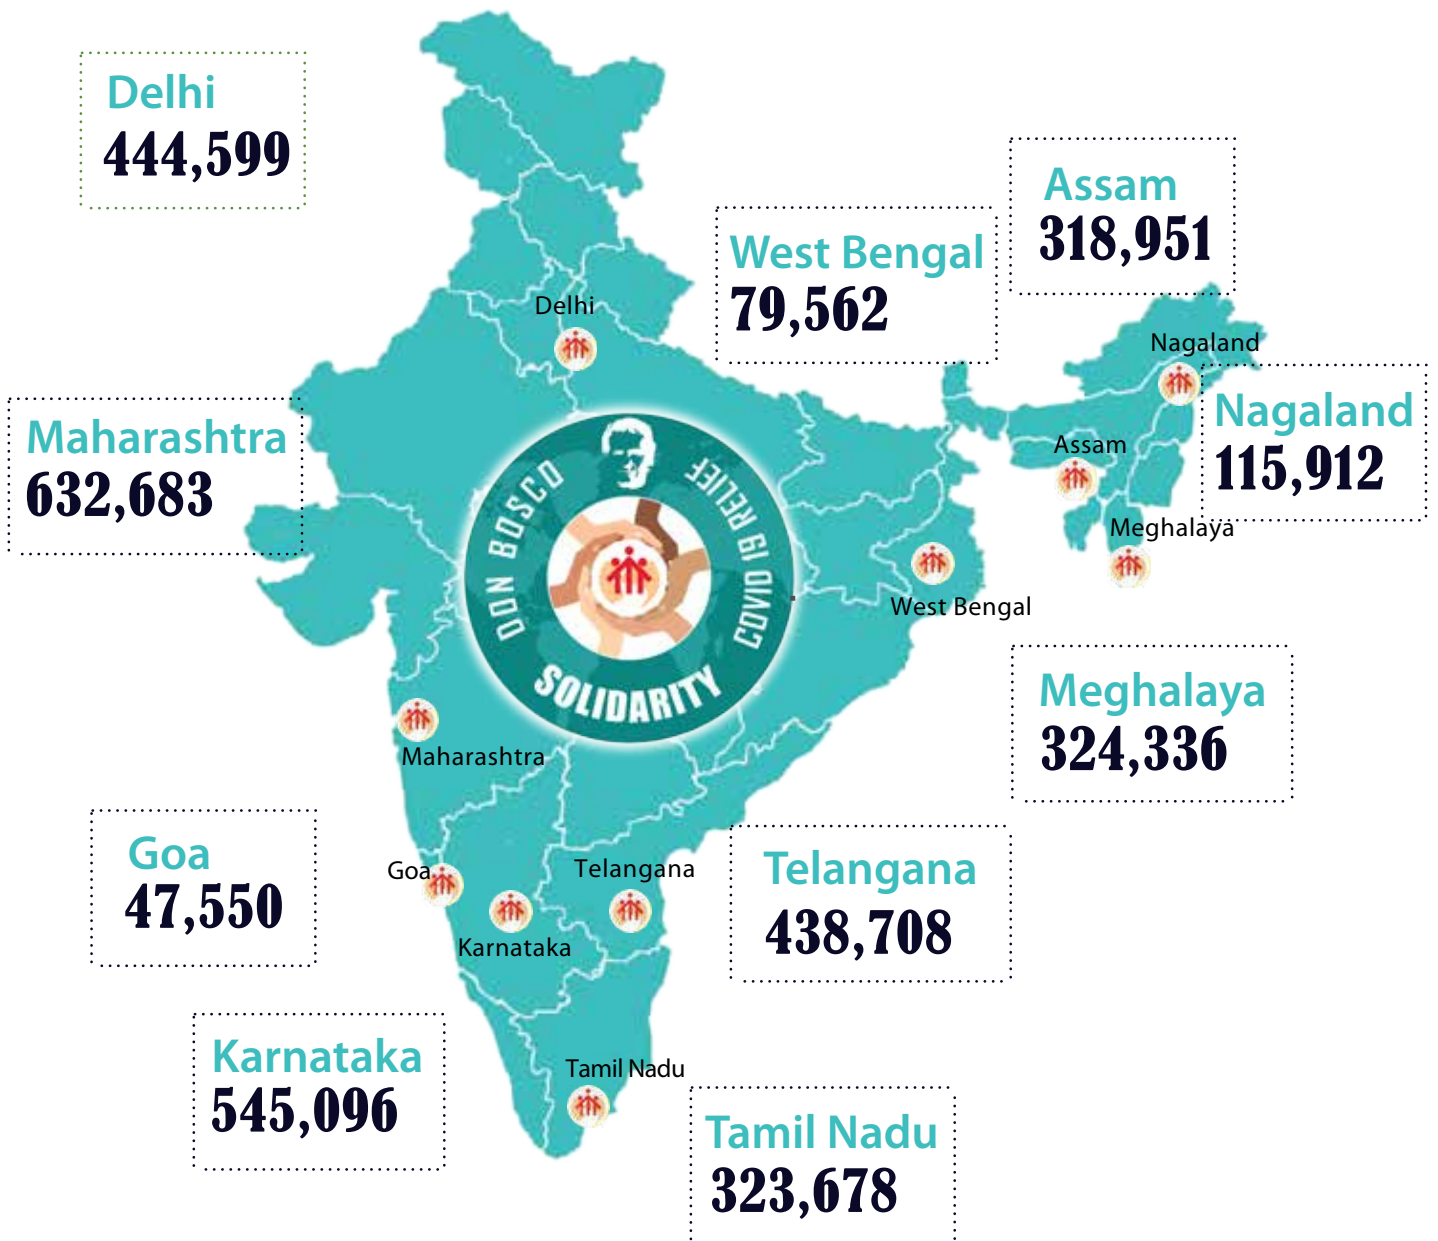 Delhi
444,599
Assam
318,951
West Bengal
79,562
Delhi
Nagaland
Nagaland
115,912
Maharashtra
632,683
Assam
Meghalaya
DON BOSCO
COVID 19 RELIEF
SOLIDARITY
West Bengal
Meghalaya
324,336
Maharashtra
Goa
47,550
Goa
Telangana
Telangana
438,708
Karnataka
Karnataka
545,096
Tamil Nadu
Tamil Nadu
323,678